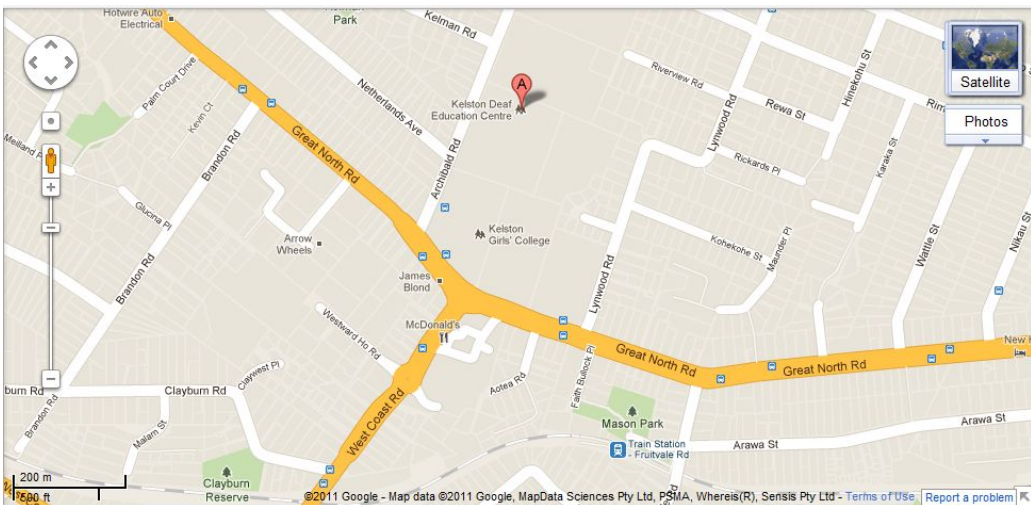 Hotwire Auto
Electrical
Park
Kelman Rd
Satellite
Photos
Palm Court Drive
Kevin Ct
Netherlands Ave
Great North Rd
Brandon Rd
Glucina Pl
Brandon Rd
Archibald Rd
A
Kelston Deaf
Education Centre
Kelston
Girls' College
Arrow
Wheels
James
Blond
McDonald's
Westward Ho Rd
Riverview Rd
Rewa St
Hinekohu St
Lynwood Rd
Rickards Pl
Karaka St
Kohekohe St
Maunder Pl
Lynwood Rd
Wattle St
Nikau St
Great North Rd
Great North Rd
Claywest Pl
Clayburn Rd
Brandon Rd
Malam St
West Coast Rd
Aotea Rd
Faith Bullock Pl
Mason Park
Train Station
- Fruitvale Rd
Arawa St
Arawa St
Clayburn
Reserve
200 m
500 ft
©2011 Google - Map data ©2011 Google, MapData Sciences Pty Ltd, PSMA, Whereis(R), Sensis Pty Ltd - Terms of Use
Report a problem